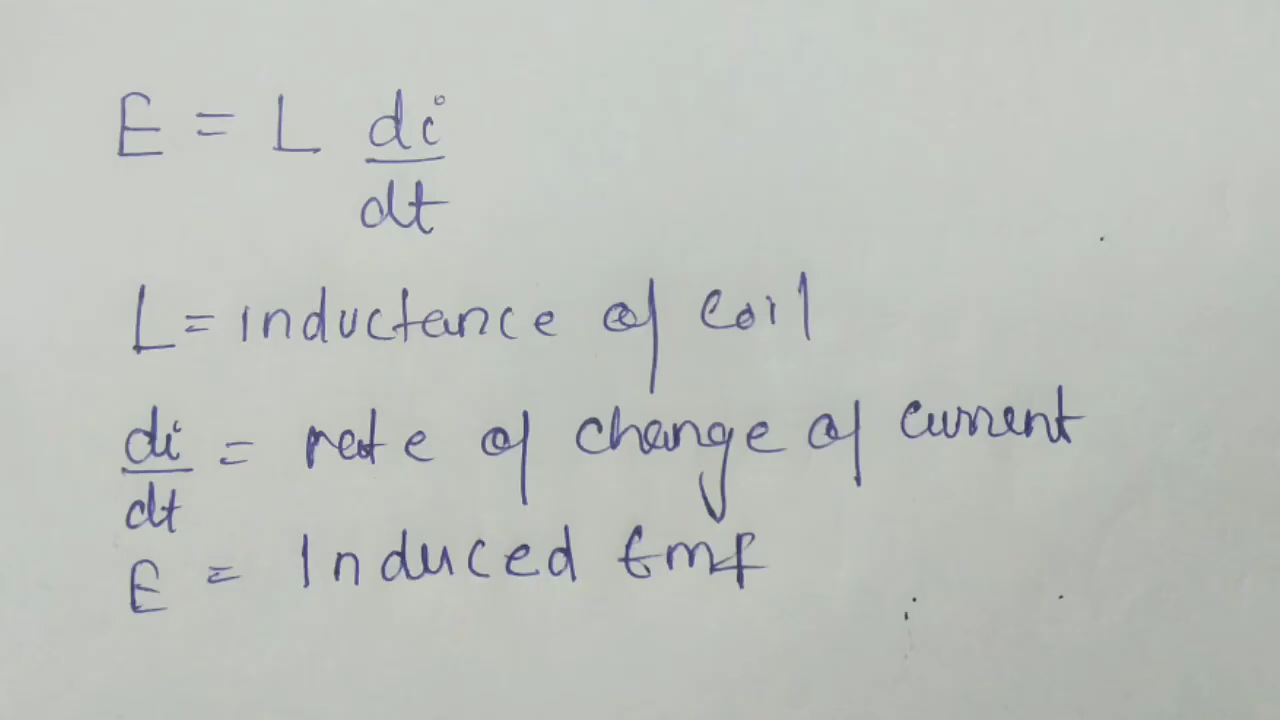 E = L di/dt
L = inductance of coil
di/dt = rate of change of current
E = Induced Emf